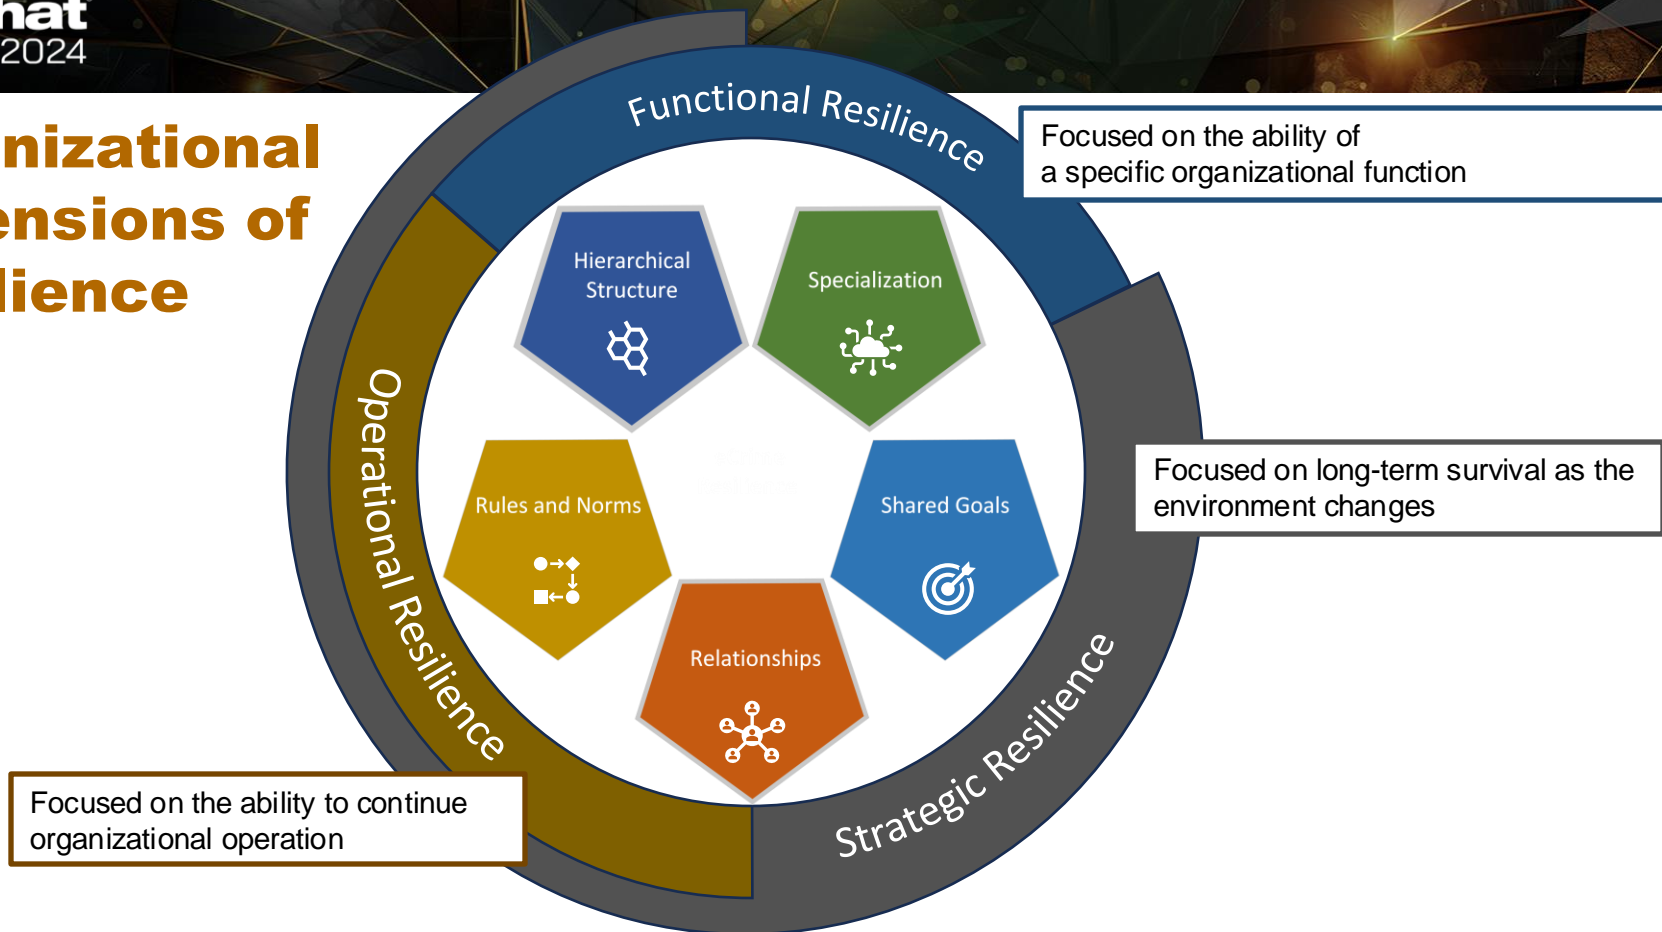 hat
2024
nizational
ensions of
lience
Functional Resilience
Focused on the ability of
a specific organizational function
Hierarchical
Structure
Specialization
Operational Resilience
Rules and Norms
Shared Goals
Focused on long-term survival as the
environment changes
Relationships
Strategic Resilience
Focused on the ability to continue
organizational operation